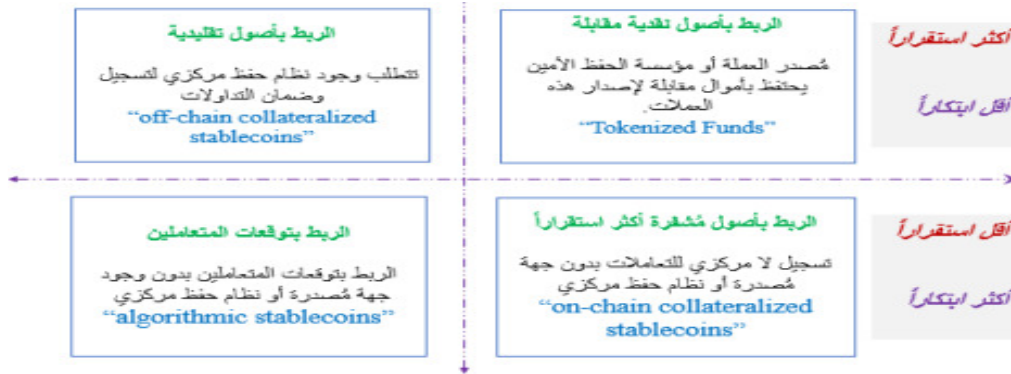 أكثر استقراراً
أقل ابتكاراً
الربط بأصول نقدية مقابلة
مُصدر العملة أو مؤسسة الحفظ الأمين
يحتفظ بأموال مقابلة لإصدار هذه
العملات.
“Tokenized Funds”
الربط بأصول تقليدية
تتطلب وجود نظام حفظ مركزي لتسجيل
وضمان التداولات
“off-chain collateralized
stablecoins”
أقل استقراراً
أكثر ابتكاراً
الربط بأصول مُشفرة أكثر استقراراً
تسجيل لا مركزي للتعاملات بدون جهة
مُصدرة أو نظام حفظ مركزي
“on-chain collateralized
stablecoins”
الربط بتوقعات المتعاملين
الربط بتوقعات المتعاملين بدون وجود
جهة مُصدرة أو نظام حفظ مركزي
“algorithmic stablecoins”